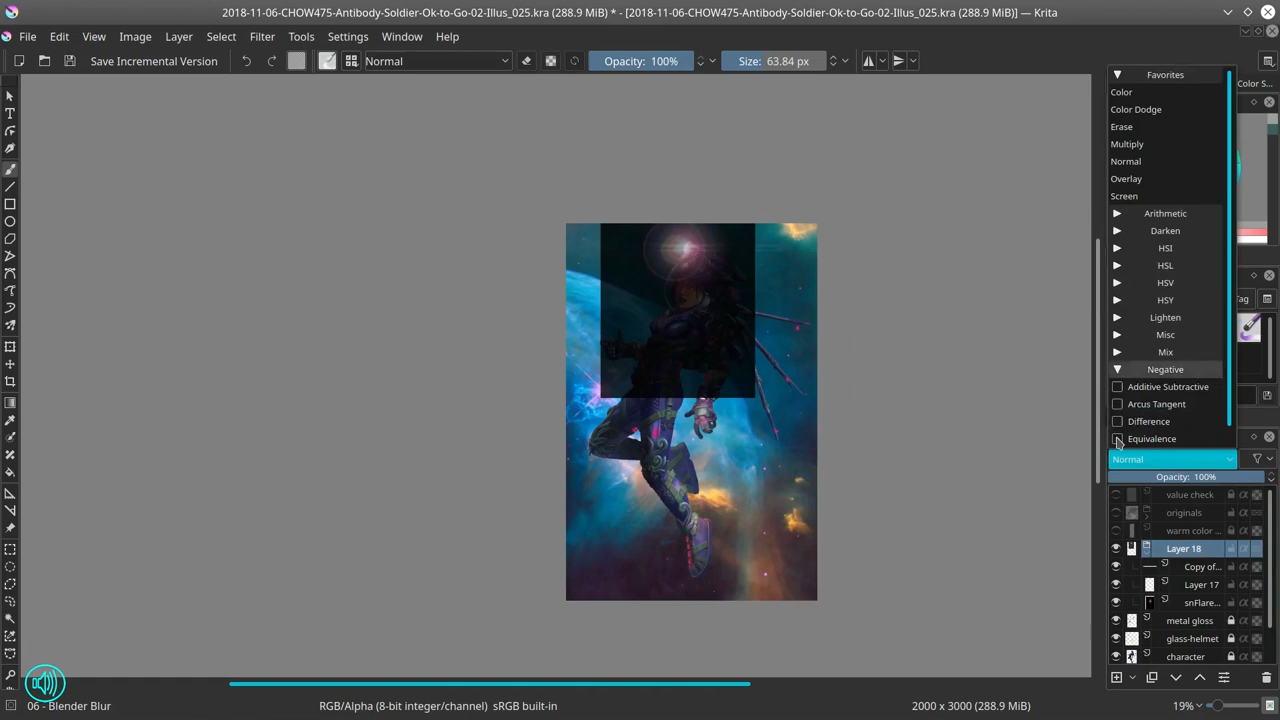 2018-11-06-CHOW475-Antibody-Soldier-Ok-to-Go-02-Illus_025.kra (288.9 MiB) * - [2018-11-06-CHOW475-Antibody-Soldier-Ok-to-Go-02-Illus_025.kra (288.9 MiB)] — Krita
File Edit View Image Layer Select Filter Tools Settings Window Help
Save Incremental Version Normal Opacity: 100% Size: 63.84 px
Favorites
Color S...
Color
Color Dodge
Erase
Multiply
Normal
Overlay
Screen
Arithmetic
Darken
HSI
HSL
HSV
HSY
Tag
Lighten
Misc
Mix
Negative
Additive Subtractive
Arcus Tangent
Difference
Equivalence
Normal
Opacity: 100%
value check
originals
warm color ...
Layer 18
Copy of...
Layer 17
snFlare...
metal gloss
glass-helmet
character
06 - Blender Blur RGB/Alpha (8-bit integer/channel) sRGB built-in 2000 x 3000 (288.9 MiB) 19%